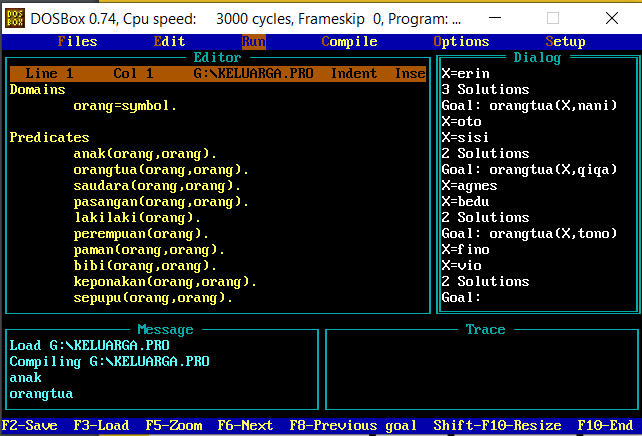 DOS BOX DOSBox 0.74, Cpu speed: 3000 cycles, Frameskip 0, Program: ...
Files Edit Run Compile Options Setup
Editor
Line 1 Col 1 G:\KELUARGA.PRO Indent Inse
Domains
orang=symbol.
Predicates
anak(orang,orang).
orangtua(orang,orang).
saudara(orang,orang).
pasangan(orang,orang).
lakilaki(orang).
perempuan(orang).
paman(orang,orang).
bibi(orang,orang).
keponakan(orang,orang).
sepupu(orang,orang).
Dialog
X=erin
3 Solutions
Goal: orangtua(X,nani)
X=oto
X=sisi
2 Solutions
Goal: orangtua(X,qiqa)
X=agnes
X=bedu
2 Solutions
Goal: orangtua(X,tono)
X=fino
X=vio
2 Solutions
Goal:
Message
Load G:\KELUARGA.PRO
Compiling G:\KELUARGA.PRO
anak
orangtua
Trace
F2-Save F3-Load F5-Zoom F6-Next F8-Previous goal Shift-F10-Resize F10-End